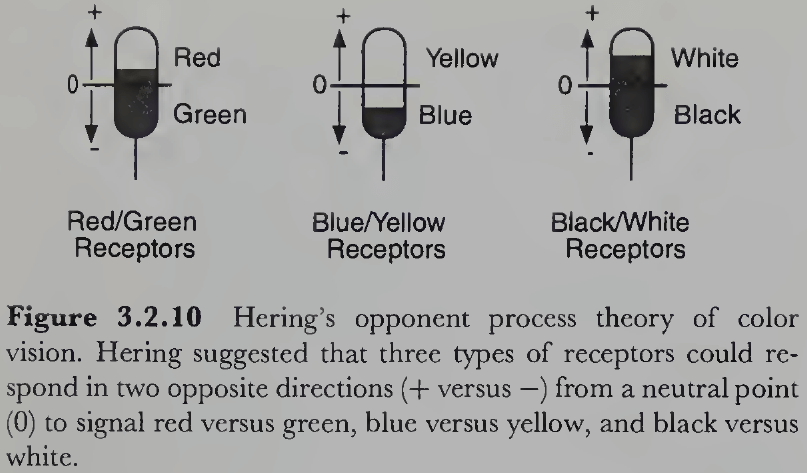 + + +
Red Yellow White
0 0 0
Green Blue Black
- - -
Red/Green
Receptors
Blue/Yellow
Receptors
Black/White
Receptors
Figure 3.2.10 Hering's opponent process theory of color
vision. Hering suggested that three types of receptors could re-
spond in two opposite directions (+ versus −) from a neutral point
(0) to signal red versus green, blue versus yellow, and black versus
white.